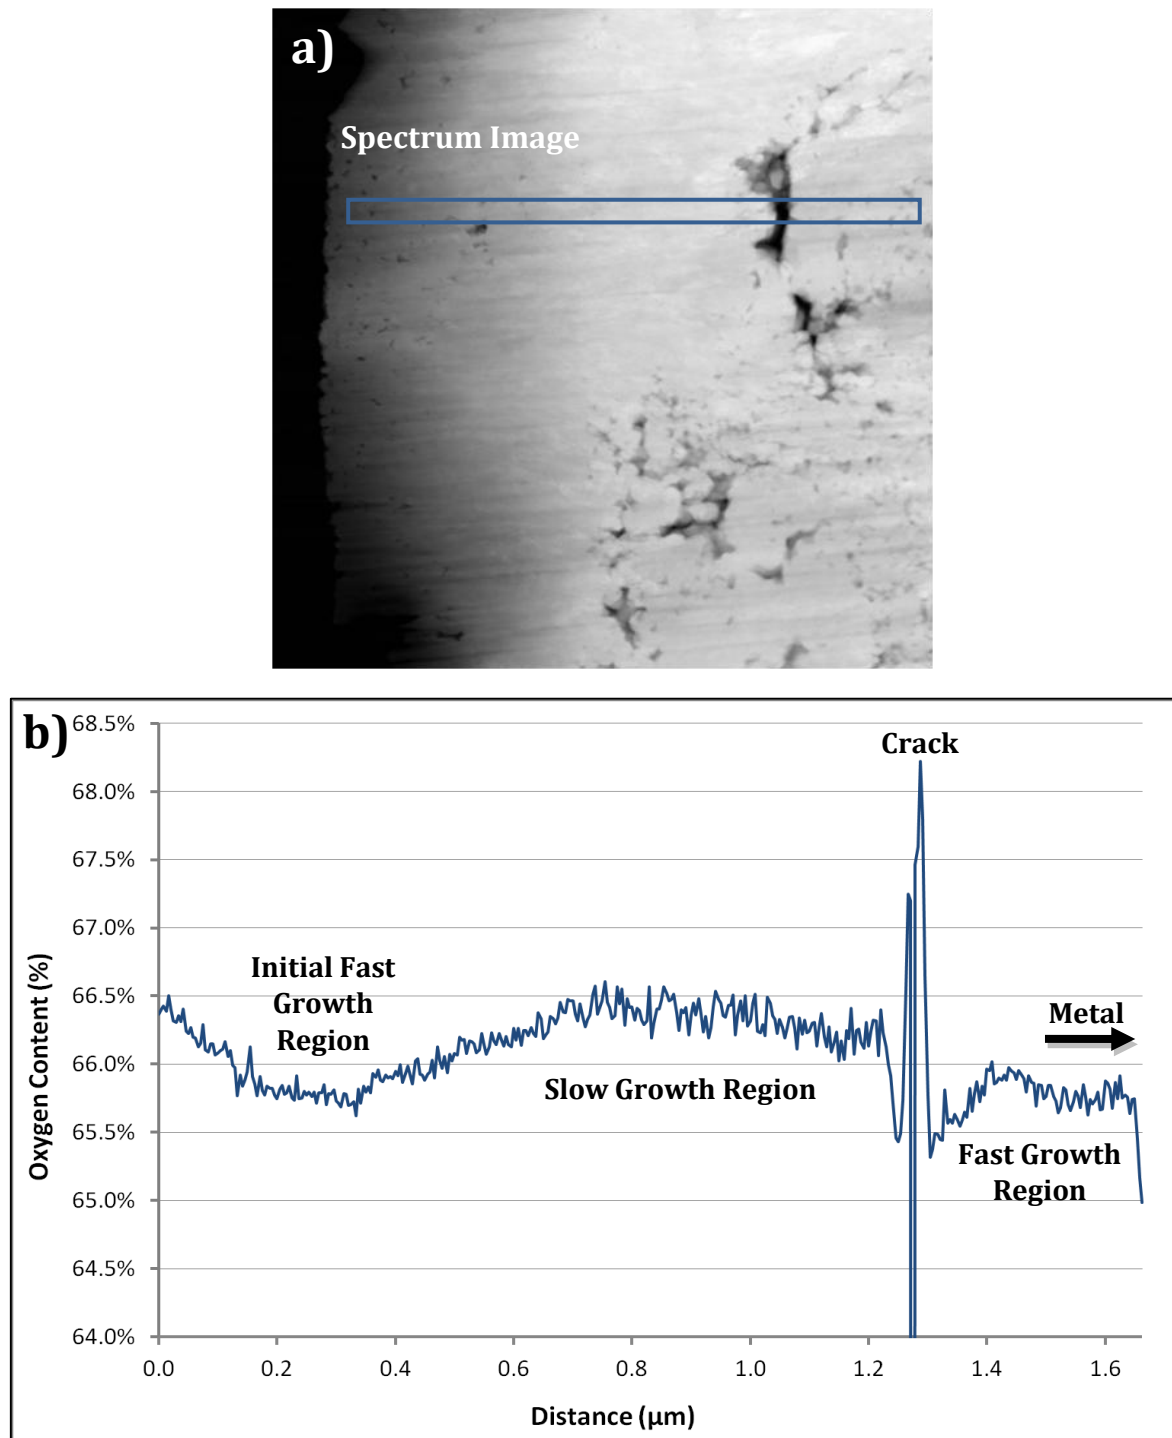 a)
Spectrum Image
b)
68.5%
68.0%
67.5%
67.0%
66.5%
66.0%
65.5%
65.0%
64.5%
64.0%
Oxygen Content (%)
Crack
Initial Fast
Growth
Region
Metal
Slow Growth Region
Fast Growth
Region
0.0 0.2 0.4 0.6 0.8 1.0 1.2 1.4 1.6
Distance (µm)